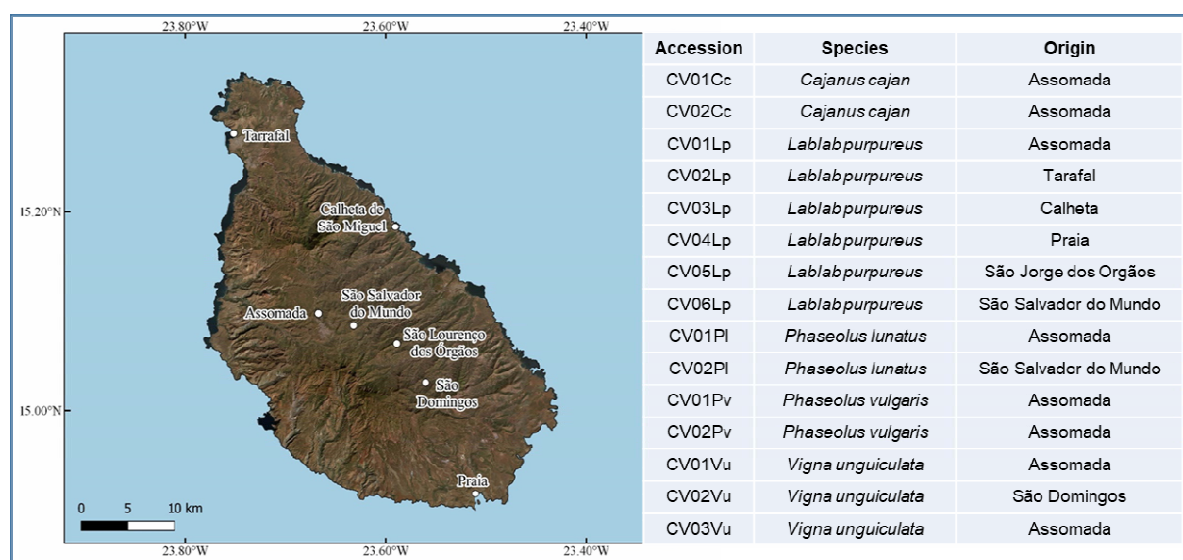 23.80°W 23.60°W 23.40°W
Tarrafal
15.20°N
Calheta de
São Miguel
São Salvador
do Mundo
Assomada
São Lourenço
dos Órgãos
São
Domingos
15.00°N
Praia
0 5 10 km
23.80°W 23.60°W 23.40°W
Accession Species Origin
CV01Cc Cajanus cajan Assomada
CV02Cc Cajanus cajan Assomada
CV01Lp Lablab purpureus Assomada
CV02Lp Lablab purpureus Tarafal
CV03Lp Lablab purpureus Calheta
CV04Lp Lablab purpureus Praia
CV05Lp Lablab purpureus São Jorge dos Orgãos
CV06Lp Lablab purpureus São Salvador do Mundo
CV01Pl Phaseolus lunatus Assomada
CV02Pl Phaseolus lunatus São Salvador do Mundo
CV01Pv Phaseolus vulgaris Assomada
CV02Pv Phaseolus vulgaris Assomada
CV01Vu Vigna unguiculata Assomada
CV02Vu Vigna unguiculata São Domingos
CV03Vu Vigna unguiculata Assomada